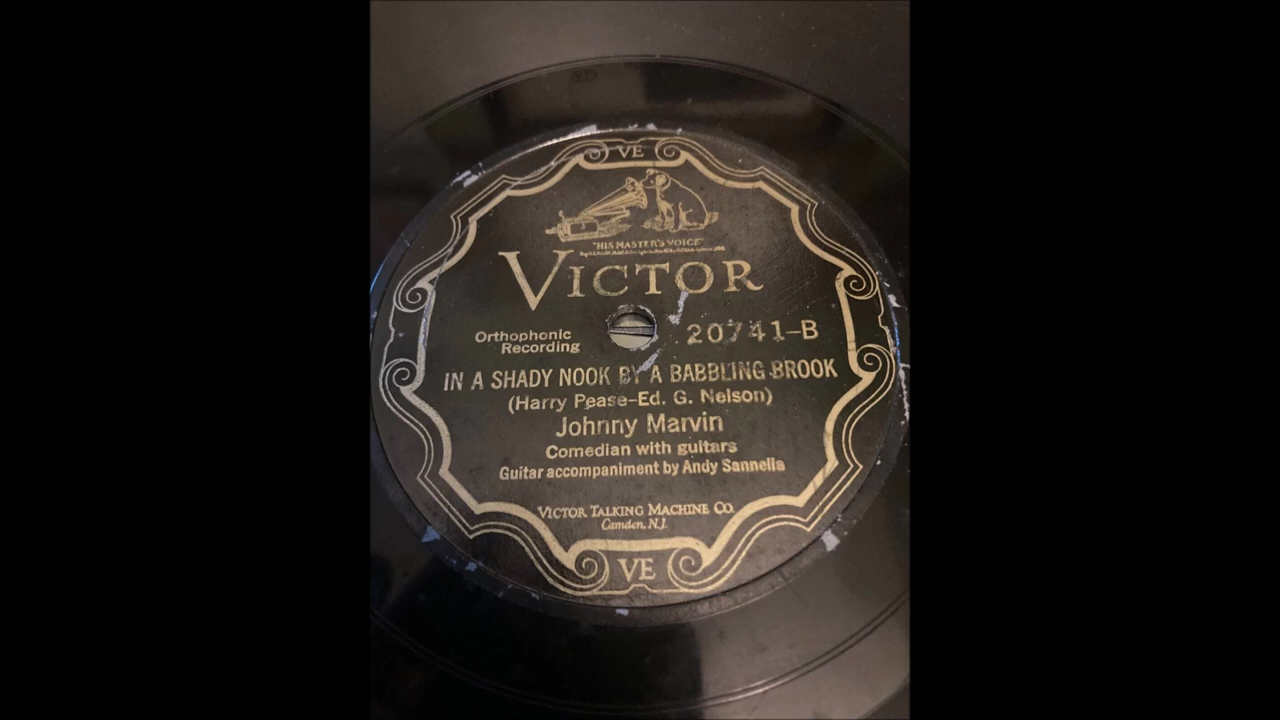 VE
"HIS MASTER'S VOICE"
VICTOR
Orthophonic
Recording
20741-B
IN A SHADY NOOK BY A BABBLING BROOK
(Harry Pease-Ed. G. Nelson)
Johnny Marvin
Comedian with guitars
Guitar accompaniment by Andy Sannella
VICTOR TALKING MACHINE CO.
Camden, N.J.
VE